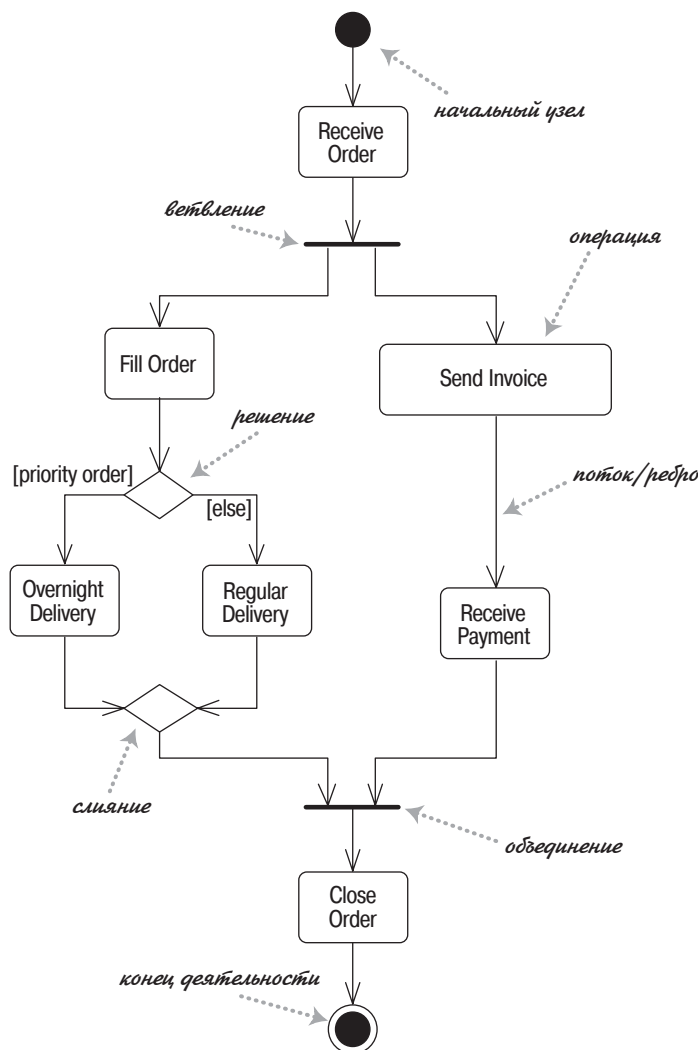 начальный узел
Receive
Order
ветвление
операция
Fill Order
Send Invoice
решение
[priority order]
[else]
поток/ребро
Overnight
Delivery
Regular
Delivery
Receive
Payment
слияние
объединение
Close
Order
конец деятельности